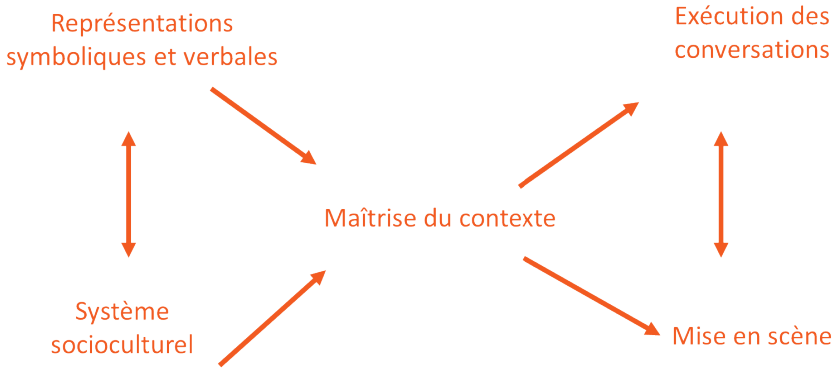 Représentations
symboliques et verbales
Exécution des
conversations
Maîtrise du contexte
Système
socioculturel
Mise en scène